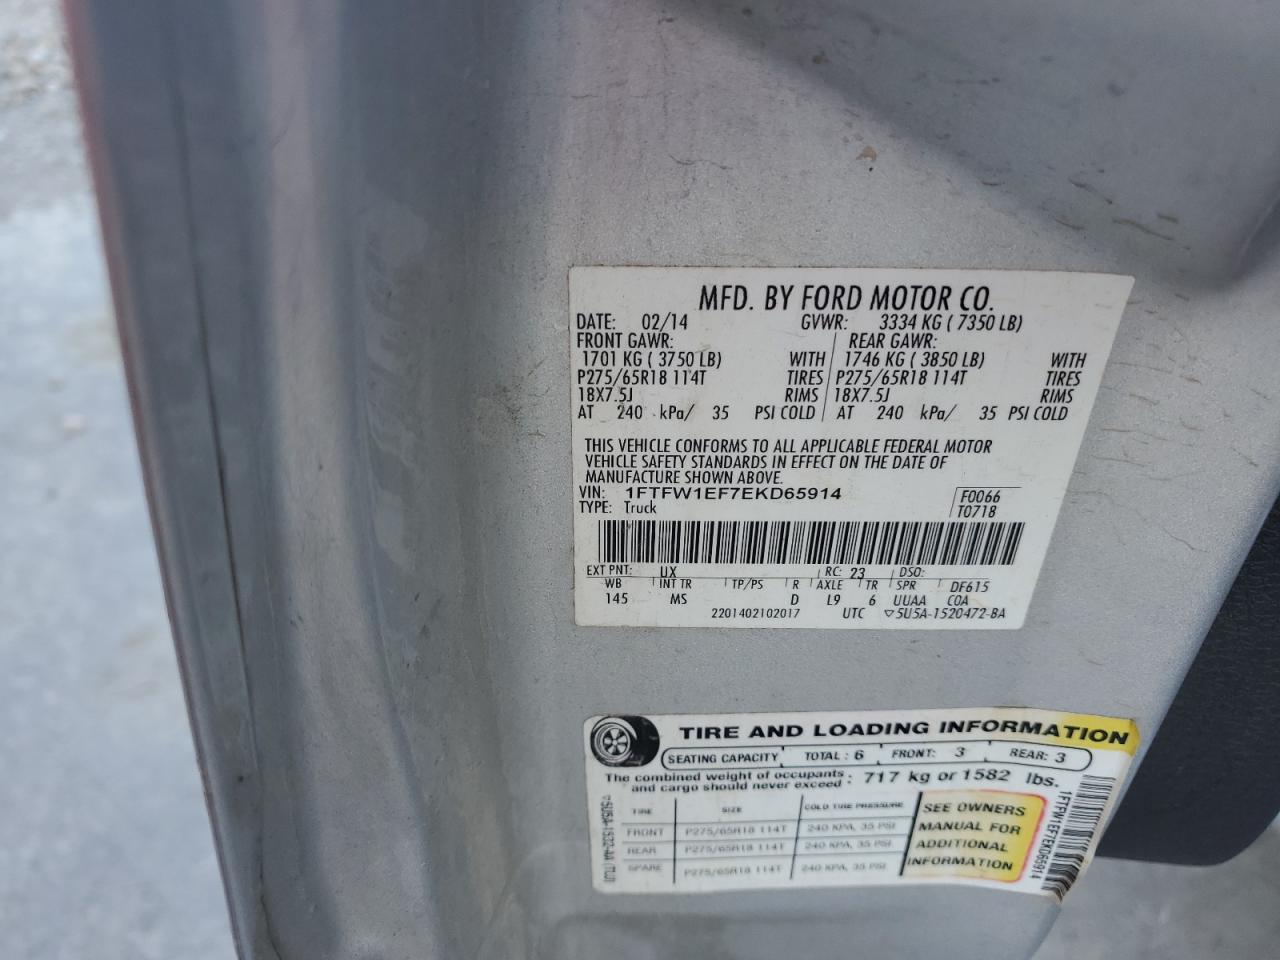 MFD. BY FORD MOTOR CO.
DATE: 02/14 GVWR: 3334 KG ( 7350 LB)
FRONT GAWR: REAR GAWR:
1701 KG ( 3750 LB) WITH 1746 KG ( 3850 LB) WITH
P275/65R18 114T TIRES P275/65R18 114T TIRES
18X7.5J RIMS 18X7.5J RIMS
AT 240 kPa/ 35 PSI COLD AT 240 kPa/ 35 PSI COLD
THIS VEHICLE CONFORMS TO ALL APPLICABLE FEDERAL MOTOR
VEHICLE SAFETY STANDARDS IN EFFECT ON THE DATE OF
MANUFACTURE SHOWN ABOVE.
VIN: 1FTFW1EF7EKD65914 F0066
TYPE: Truck T0718
EXT PNT: UX RC: 23 DSO:
WB INT TR TP/PS R AXLE TR SPR DF615
145 MS D L9 6 UUAA C0A
2201402102017 UTC ▽5U5A-1520472-BA
TIRE AND LOADING INFORMATION
SEATING CAPACITY TOTAL : 6 FRONT: 3 REAR: 3
The combined weight of occupants
and cargo should never exceed : 717 kg or 1582 lbs.
TIRE SIZE COLD TIRE PRESSURE
FRONT P275/65R18 114T 240 KPA, 35 PSI
REAR P275/65R18 114T 240 KPA, 35 PSI
SPARE P275/65R18 114T 240 KPA, 35 PSI
SEE OWNERS
MANUAL FOR
ADDITIONAL
INFORMATION
▽5U5A-1532-AA (TLU)
1FTFW1EF7EKD65914